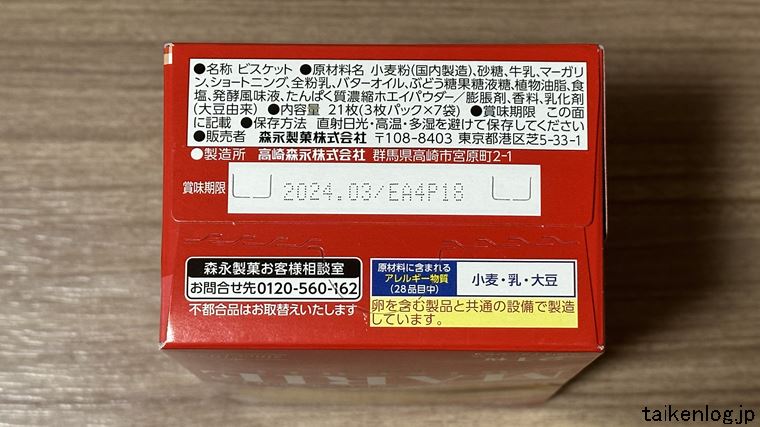 ●名称 ビスケット ●原材料名 小麦粉(国内製造)、砂糖、牛乳、マーガリ
ン、ショートニング、全粉乳、バターオイル、ぶどう糖果糖液糖、植物油脂、食
塩、発酵風味液、たんぱく質濃縮ホエイパウダー／膨脹剤、香料、乳化剤
(大豆由来) ●内容量 21枚(3枚パック×7袋) ●賞味期限 この面
に記載 ●保存方法 直射日光・高温・多湿を避けて保存してください
●販売者 森永製菓株式会社 〒108-8403 東京都港区芝5-33-1
●製造所 高崎森永株式会社 群馬県高崎市宮原町2-1
賞味期限 2024.03/EA4P18
森永製菓お客様相談室
お問合せ先0120-560-162
不都合品はお取替えいたします
原材料に含まれる
アレルギー物質
(28品目中)
小麦・乳・大豆
卵を含む製品と共通の設備で製造
しています。
taikenlog.jp